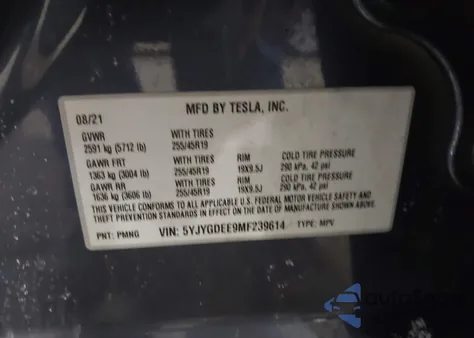 MFD BY TESLA, INC.
08/21
GVWR WITH TIRES
2591 kg (5712 lb) 255/45R19
GAWR FRT WITH TIRES RIM COLD TIRE PRESSURE
1363 kg (3004 lb) 255/45R19 19X9.5J 290 kPa, 42 psi
GAWR RR WITH TIRES RIM COLD TIRE PRESSURE
1636 kg (3606 lb) 255/45R19 19X9.5J 290 kPa, 42 psi
THIS VEHICLE CONFORMS TO ALL APPLICABLE U.S. FEDERAL MOTOR VEHICLE SAFETY AND
THEFT PREVENTION STANDARDS IN EFFECT ON THE DATE OF MANUFACTURE SHOWN ABOVE.
PNT: PMNG VIN: 5YJYGDEE9MF239614 TYPE: MPV